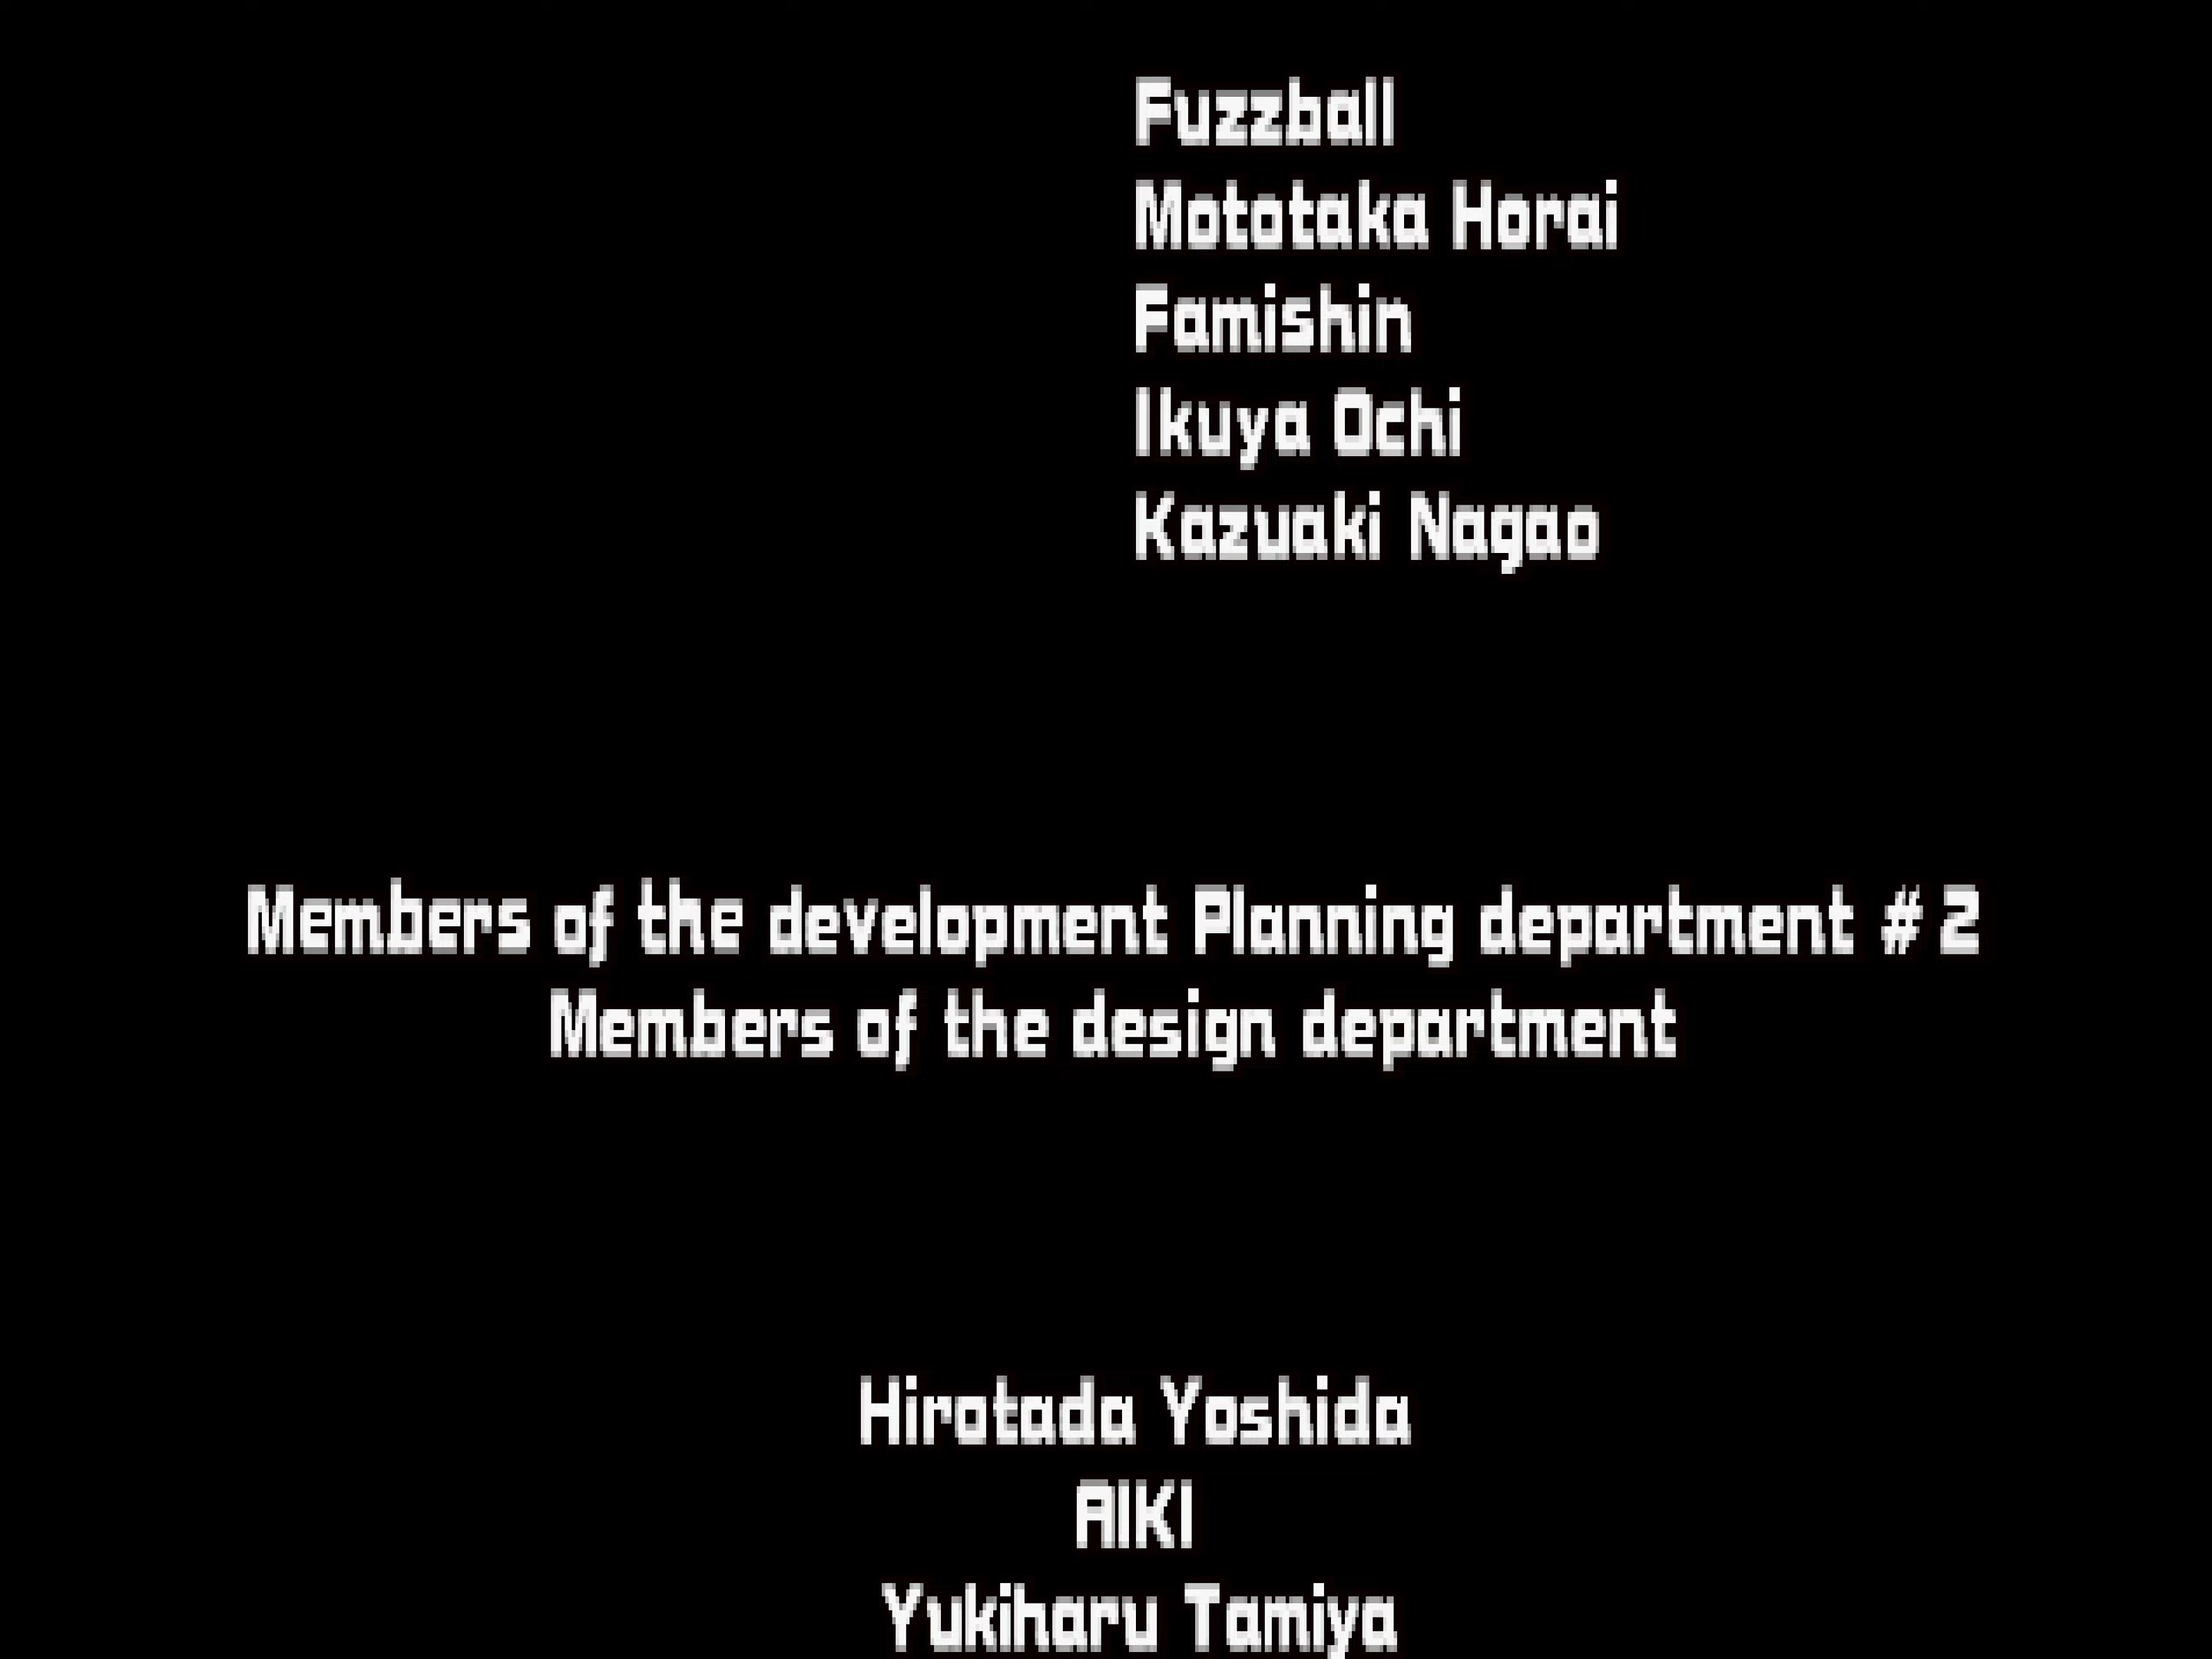 Fuzzball
Mototaka Horai
Famishin
Ikuya Ochi
Kazuaki Nagao
Members of the development Planning department # 2
Members of the design department
Hirotada Yoshida
AIKI
Yukiharu Tamiya